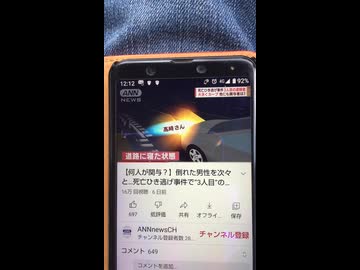 12:12
4G
92%
ANN
NEWS
死亡ひき逃げ事件"3人目の逮捕者"
高﨑さん
道路に寝た状態
【何人が関与？】倒れた男性を次々
と...死亡ひき逃げ事件で"3人目"の...
16万 回視聴・6 日前
697
低評価
共有
オフライ...
保存
ANNnewsCH
チャンネル登録者数 28...
チャンネル登録
コメント 649
コメントを追加...